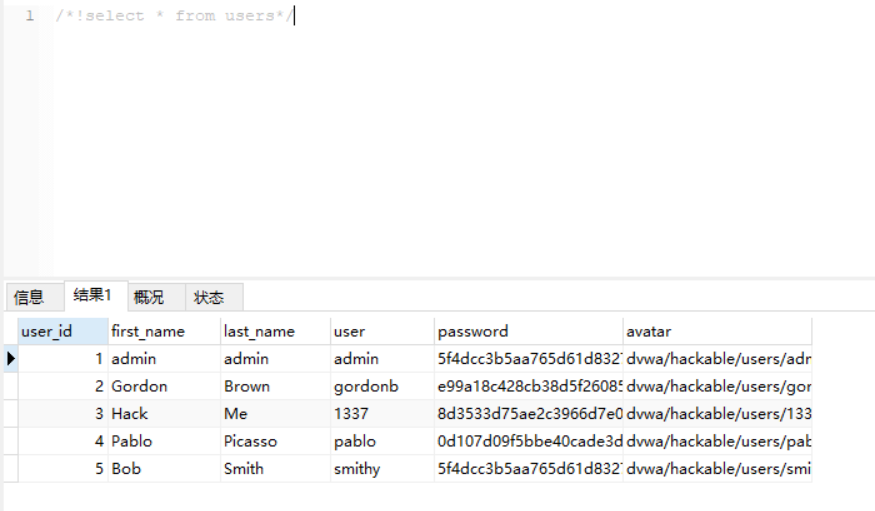 1 /*!select * from users*/
信息 结果1 概况 状态
user_id first_name last_name user password avatar
1 admin admin admin 5f4dcc3b5aa765d61d832 dvwa/hackable/users/adr
2 Gordon Brown gordonb e99a18c428cb38d5f26085 dvwa/hackable/users/gor
3 Hack Me 1337 8d3533d75ae2c3966d7e0 dvwa/hackable/users/133
4 Pablo Picasso pablo 0d107d09f5bbe40cade3d dvwa/hackable/users/pab
5 Bob Smith smithy 5f4dcc3b5aa765d61d832 dvwa/hackable/users/smi